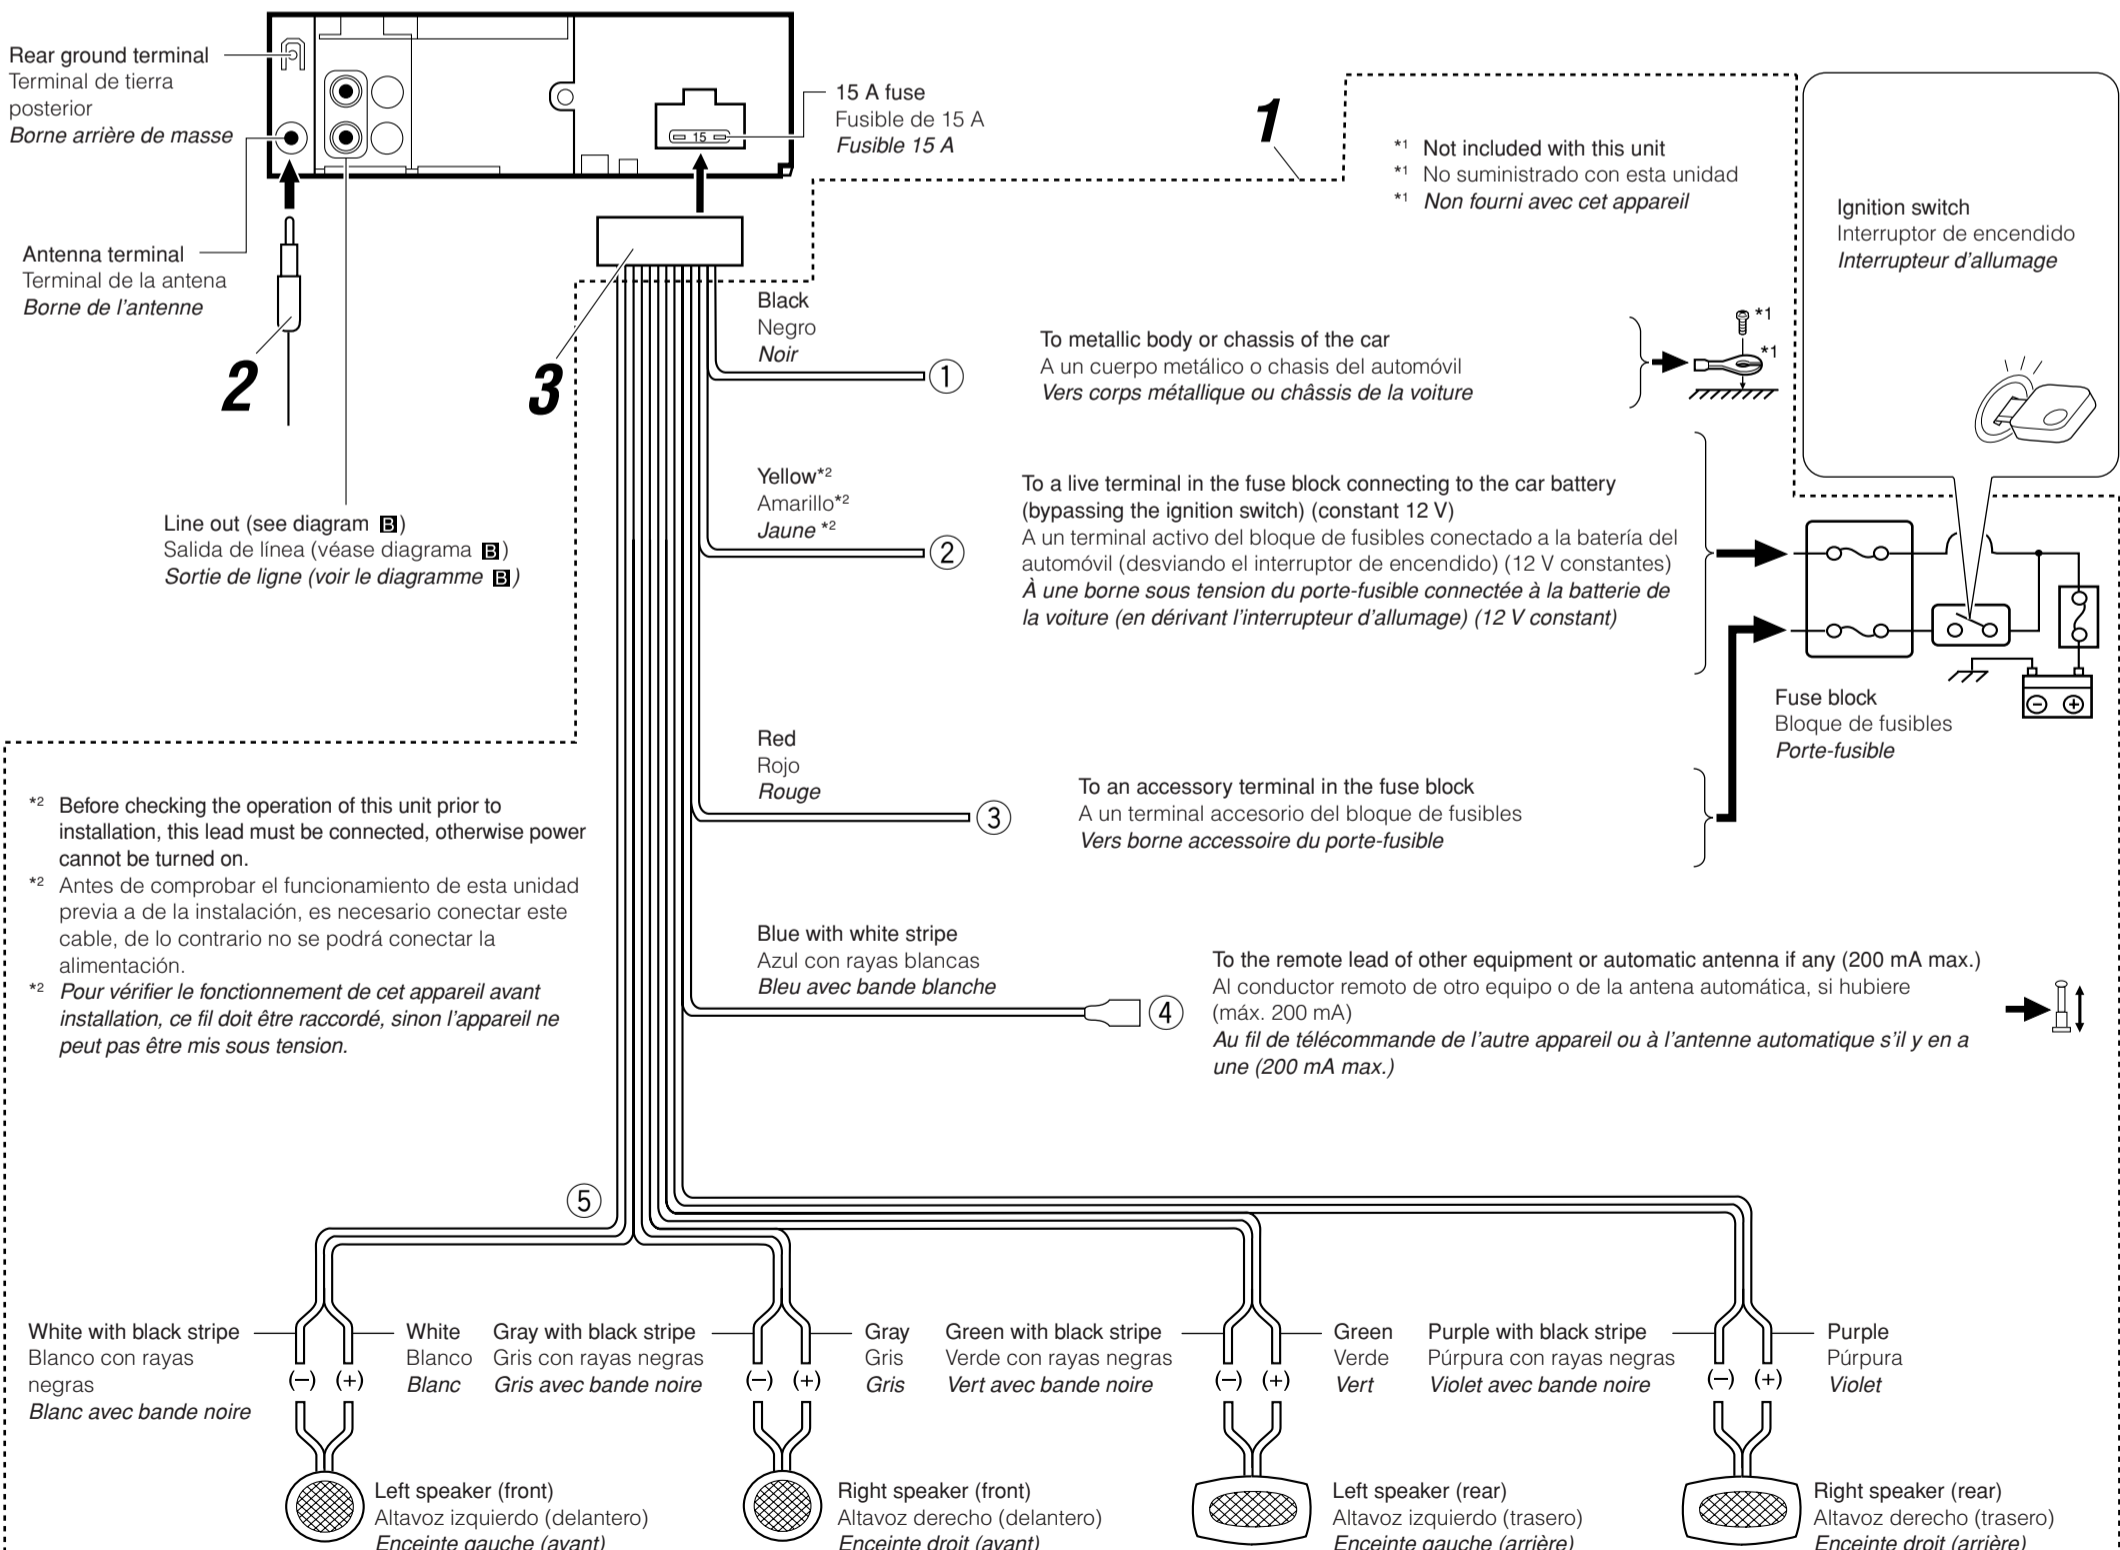 Rear ground terminal
Terminal de tierra
posterior
Borne arrière de masse
15 A fuse
Fusible de 15 A
Fusible 15 A
15
1
*1 Not included with this unit
*1 No suministrado con esta unidad
*1 Non fourni avec cet appareil
Ignition switch
Interruptor de encendido
Interrupteur d'allumage
Antenna terminal
Terminal de la antena
Borne de l'antenne
2
3
Line out (see diagram B)
Salida de línea (véase diagrama B)
Sortie de ligne (voir le diagramme B)
Black
Negro
Noir
①
To metallic body or chassis of the car
A un cuerpo metálico o chasis del automóvil
Vers corps métallique ou châssis de la voiture
*1
*1
Yellow*2
Amarillo*2
Jaune *2
②
To a live terminal in the fuse block connecting to the car battery
(bypassing the ignition switch) (constant 12 V)
A un terminal activo del bloque de fusibles conectado a la batería del
automóvil (desviando el interruptor de encendido) (12 V constantes)
À une borne sous tension du porte-fusible connectée à la batterie de
la voiture (en dérivant l'interrupteur d'allumage) (12 V constant)
Fuse block
Bloque de fusibles
Porte-fusible
Red
Rojo
Rouge
③
To an accessory terminal in the fuse block
A un terminal accesorio del bloque de fusibles
Vers borne accessoire du porte-fusible
*2 Before checking the operation of this unit prior to
installation, this lead must be connected, otherwise power
cannot be turned on.
*2 Antes de comprobar el funcionamiento de esta unidad
previa a de la instalación, es necesario conectar este
cable, de lo contrario no se podrá conectar la
alimentación.
*2 Pour vérifier le fonctionnement de cet appareil avant
installation, ce fil doit être raccordé, sinon l'appareil ne
peut pas être mis sous tension.
Blue with white stripe
Azul con rayas blancas
Bleu avec bande blanche
④
To the remote lead of other equipment or automatic antenna if any (200 mA max.)
Al conductor remoto de otro equipo o de la antena automática, si hubiere
(máx. 200 mA)
Au fil de télécommande de l'autre appareil ou à l'antenne automatique s'il y en a
une (200 mA max.)
⑤
White with black stripe
Blanco con rayas
negras
Blanc avec bande noire
(–) (+)
White
Blanco
Blanc
Gray with black stripe
Gris con rayas negras
Gris avec bande noire
(–) (+)
Gray
Gris
Gris
Green with black stripe
Verde con rayas negras
Vert avec bande noire
(–) (+)
Green
Verde
Vert
Purple with black stripe
Púrpura con rayas negras
Violet avec bande noire
(–) (+)
Purple
Púrpura
Violet
Left speaker (front)
Altavoz izquierdo (delantero)
Enceinte gauche (avant)
Right speaker (front)
Altavoz derecho (delantero)
Enceinte droit (avant)
Left speaker (rear)
Altavoz izquierdo (trasero)
Enceinte gauche (arrière)
Right speaker (rear)
Altavoz derecho (trasero)
Enceinte droit (arrière)